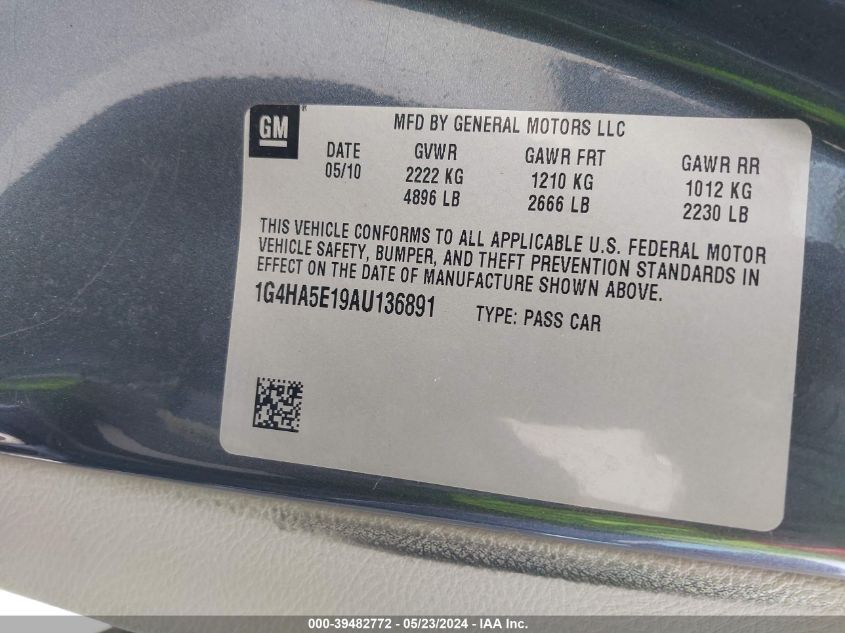 GM
MFD BY GENERAL MOTORS LLC
DATE GVWR GAWR FRT GAWR RR
05/10 2222 KG 1210 KG 1012 KG
4896 LB 2666 LB 2230 LB
THIS VEHICLE CONFORMS TO ALL APPLICABLE U.S. FEDERAL MOTOR
VEHICLE SAFETY, BUMPER, AND THEFT PREVENTION STANDARDS IN
EFFECT ON THE DATE OF MANUFACTURE SHOWN ABOVE.
1G4HA5E19AU136891 TYPE: PASS CAR
000-39482772 - 05/23/2024 - IAA Inc.